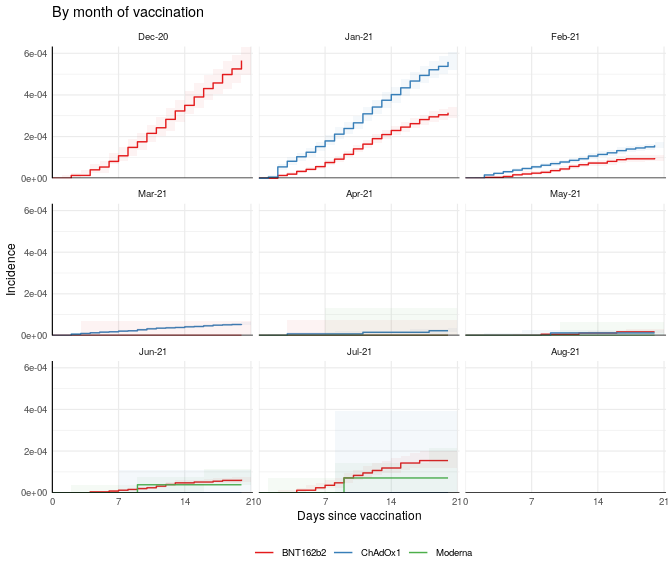 By month of vaccination
Dec-20 Jan-21 Feb-21
6e-04
4e-04
2e-04
0e+00
Mar-21 Apr-21 May-21
6e-04
4e-04
2e-04
0e+00
Jun-21 Jul-21 Aug-21
6e-04
4e-04
2e-04
0e+00
0 7 14 21 0 7 14 21 0 7 14 21
Incidence
Days since vaccination
BNT162b2 ChAdOx1 Moderna